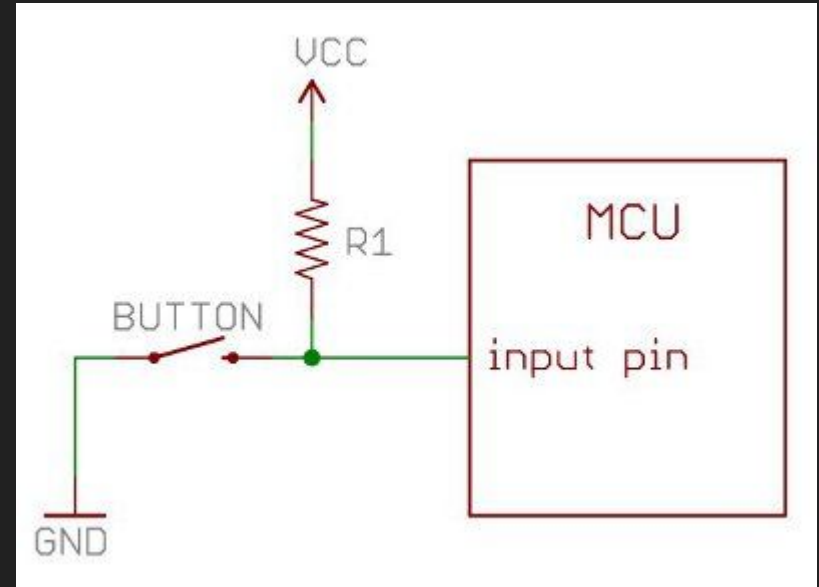 VCC
R1
MCU
BUTTON
input pin
GND